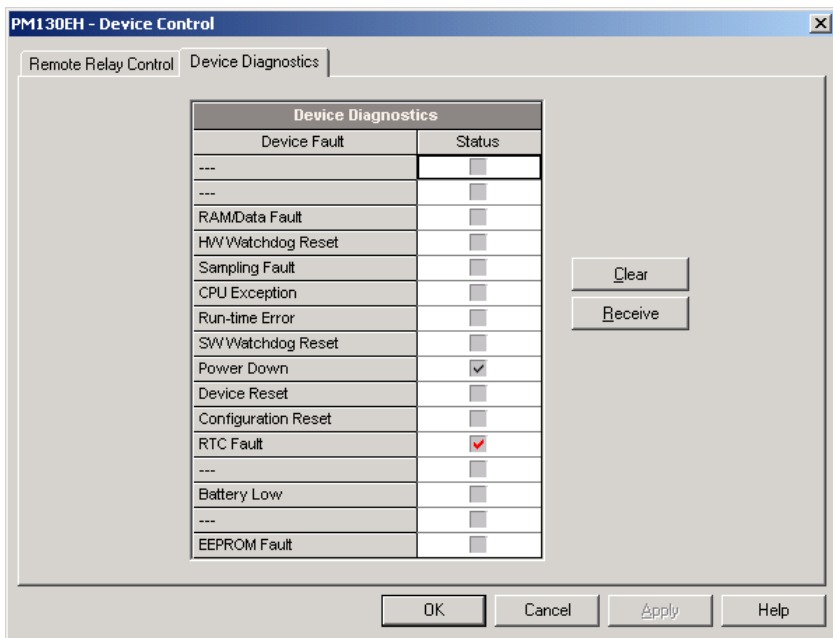 PM130EH - Device Control
Remote Relay Control Device Diagnostics
Device Diagnostics
Device Fault Status
---
---
RAM/Data Fault
HW Watchdog Reset
Sampling Fault
CPU Exception
Run-time Error
SW Watchdog Reset
Power Down
Device Reset
Configuration Reset
RTC Fault
---
Battery Low
---
EEPROM Fault
Clear
Receive
OK Cancel Apply Help